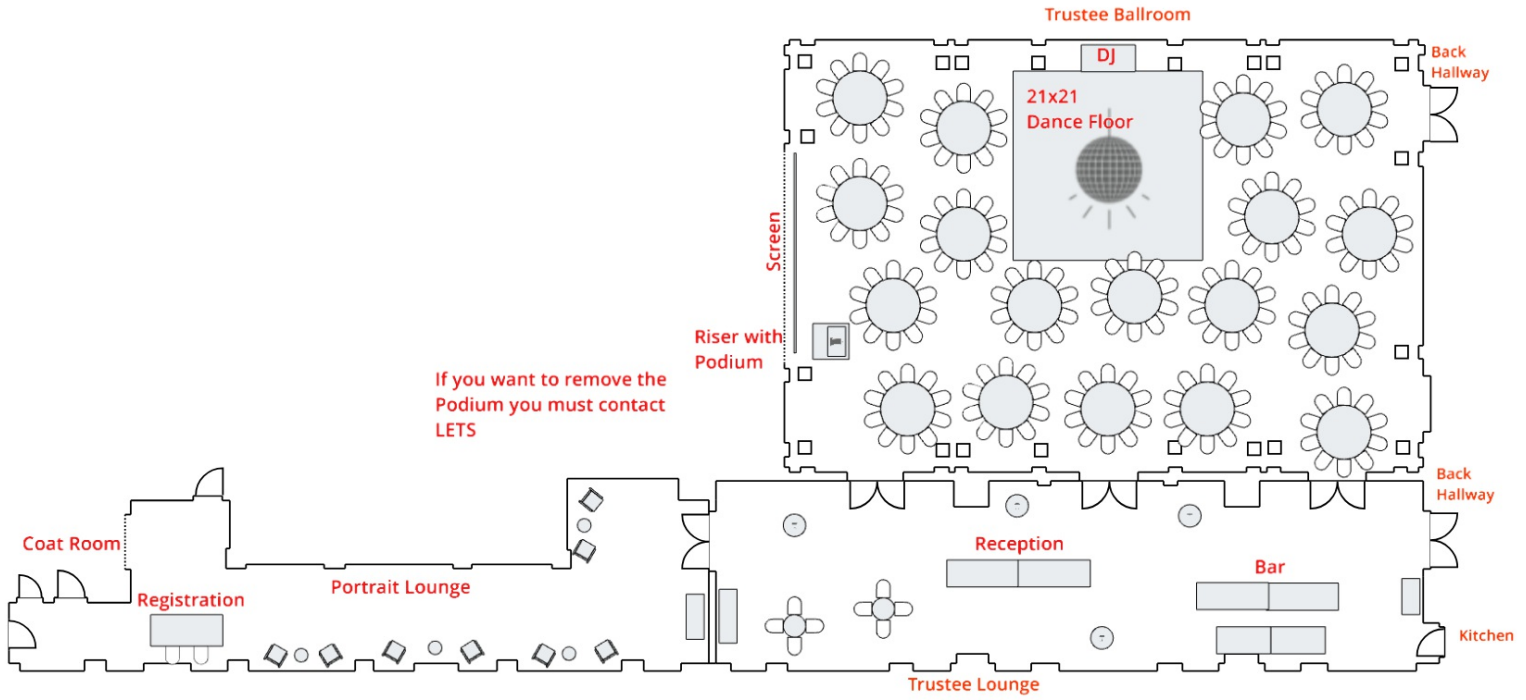 Trustee Ballroom
DJ
Back
Hallway
21x21
Dance Floor
Screen
Riser with
Podium
If you want to remove the
Podium you must contact
LETS
Back
Hallway
Coat Room
Reception
Bar
Portrait Lounge
Registration
Kitchen
Trustee Lounge